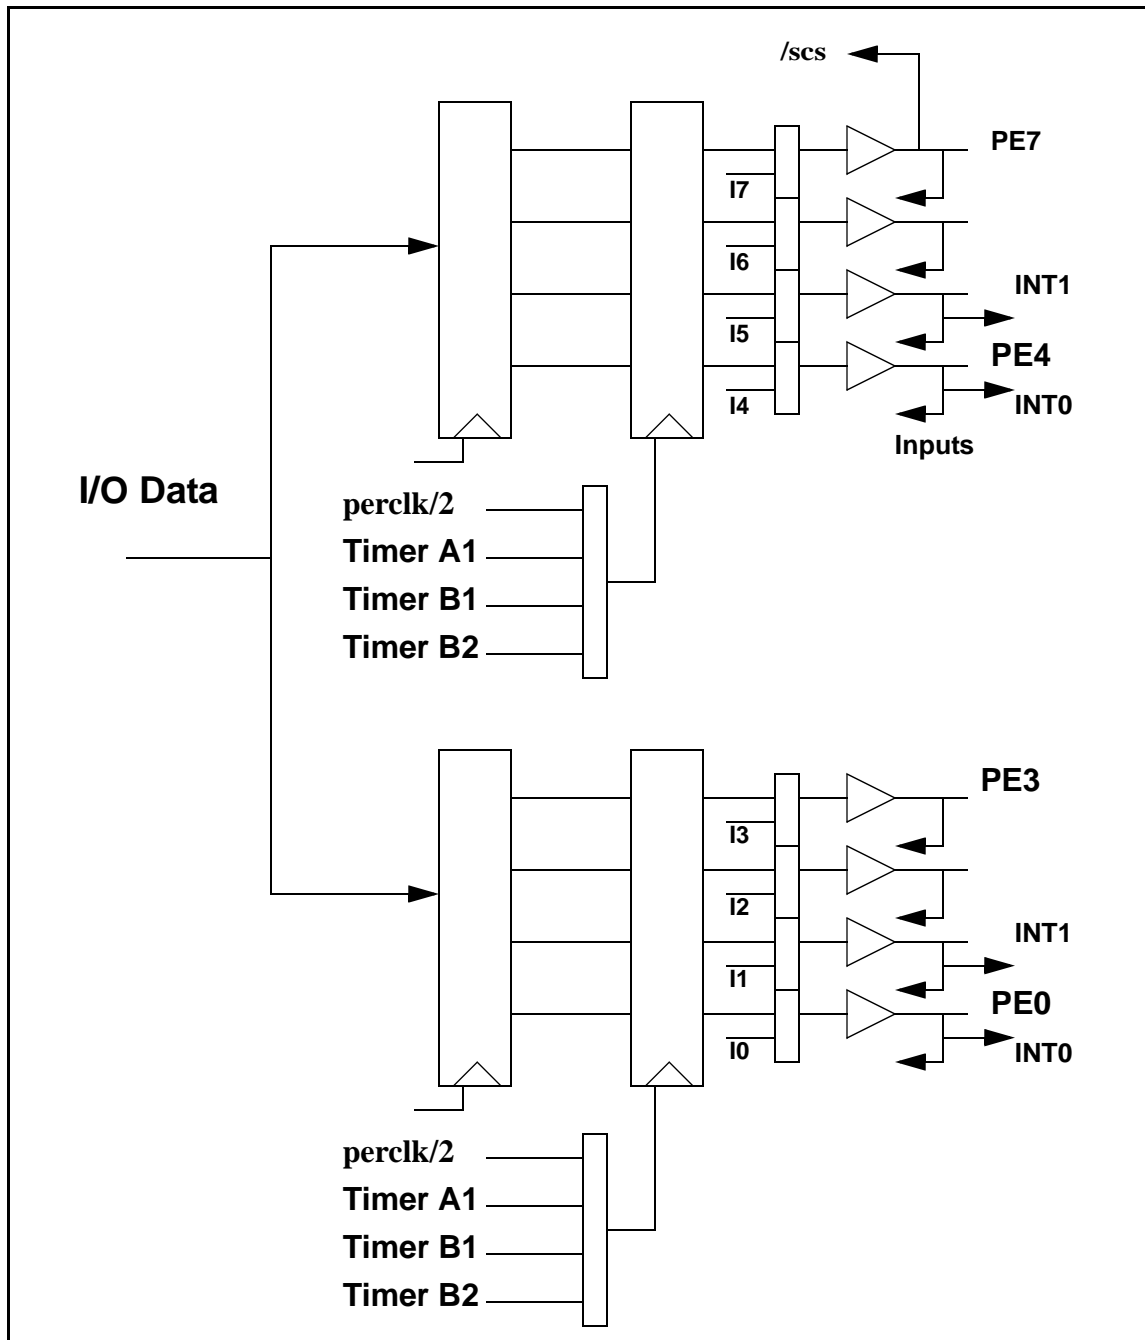 /scs
PE7
I7
I6
INT1
I5
PE4
I4
INT0
Inputs
I/O Data
perclk/2
Timer A1
Timer B1
Timer B2
PE3
I3
I2
INT1
I1
PE0
I0
INT0
perclk/2
Timer A1
Timer B1
Timer B2